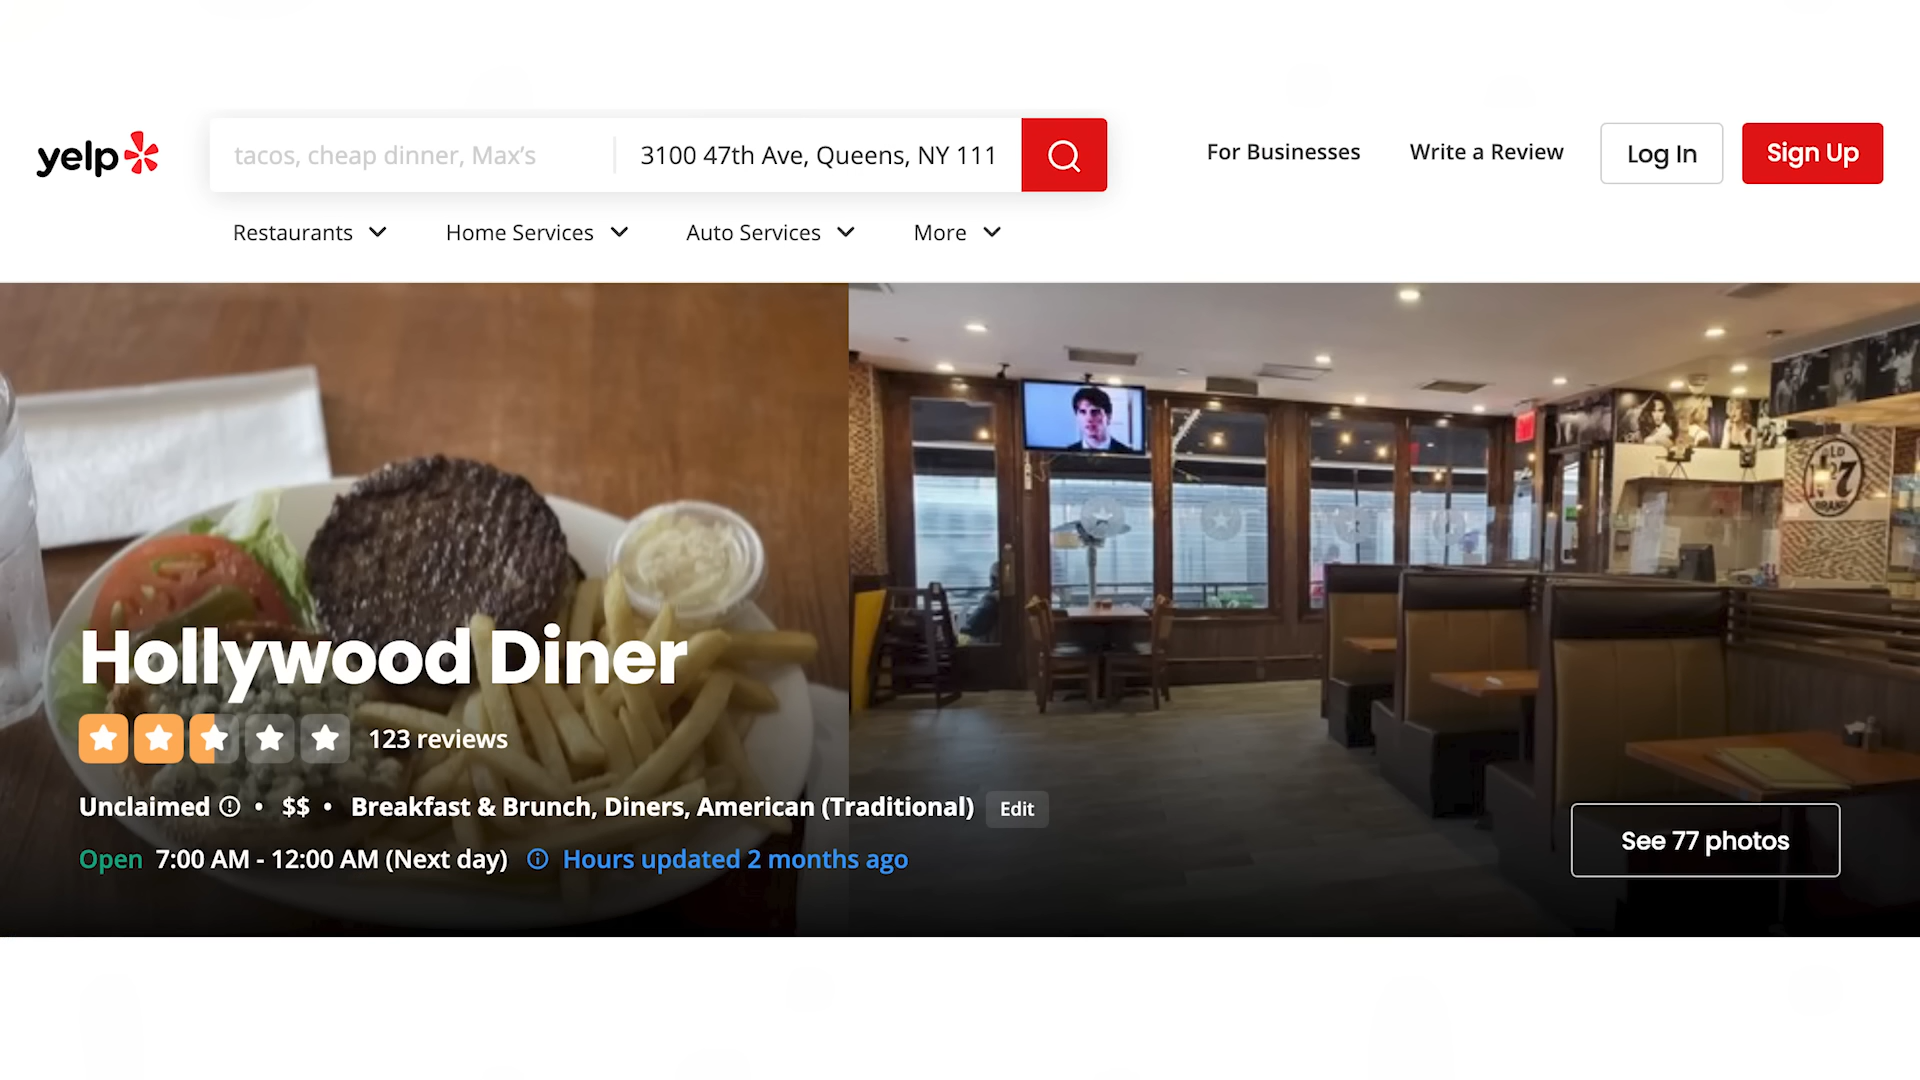 yelp
tacos, cheap dinner, Max's
3100 47th Ave, Queens, NY 111
For Businesses
Write a Review
Log In
Sign Up
Restaurants
Home Services
Auto Services
More
Hollywood Diner
123 reviews
Unclaimed • $$ • Breakfast & Brunch, Diners, American (Traditional) Edit
Open 7:00 AM - 12:00 AM (Next day) Hours updated 2 months ago
See 77 photos